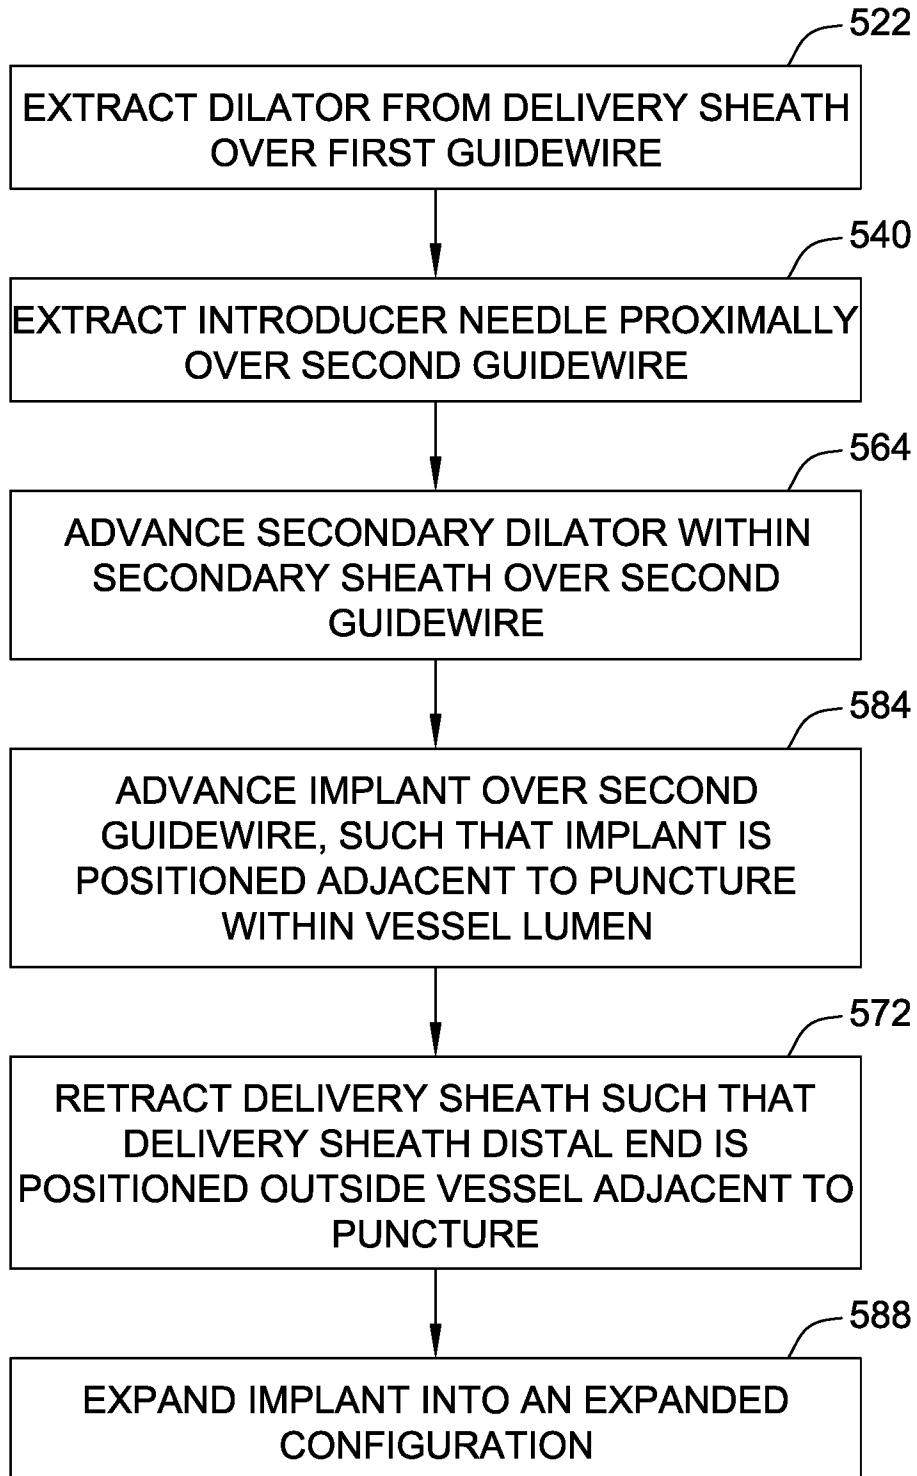 522
EXTRACT DILATOR FROM DELIVERY SHEATH
OVER FIRST GUIDEWIRE
540
EXTRACT INTRODUCER NEEDLE PROXIMALLY
OVER SECOND GUIDEWIRE
564
ADVANCE SECONDARY DILATOR WITHIN
SECONDARY SHEATH OVER SECOND
GUIDEWIRE
584
ADVANCE IMPLANT OVER SECOND
GUIDEWIRE, SUCH THAT IMPLANT IS
POSITIONED ADJACENT TO PUNCTURE
WITHIN VESSEL LUMEN
572
RETRACT DELIVERY SHEATH SUCH THAT
DELIVERY SHEATH DISTAL END IS
POSITIONED OUTSIDE VESSEL ADJACENT TO
PUNCTURE
588
EXPAND IMPLANT INTO AN EXPANDED
CONFIGURATION